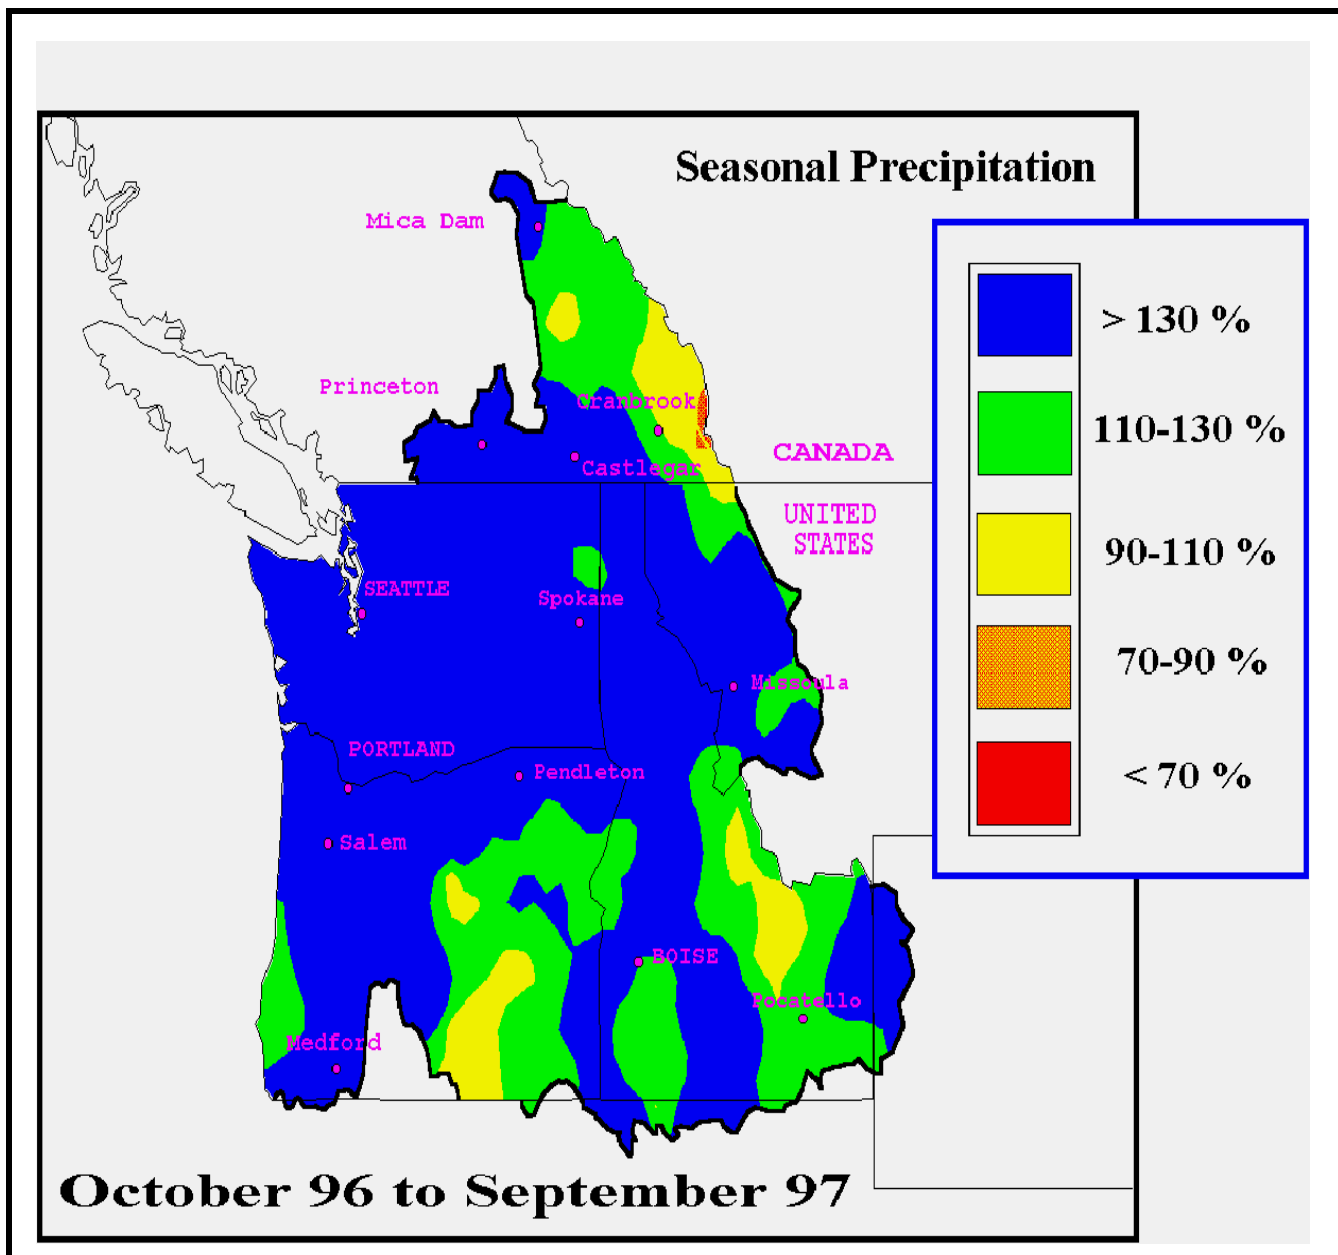 Seasonal Precipitation
Mica Dam
Princeton
Cranbrook
CANADA
Castlegar
UNITED
STATES
SEATTLE
Spokane
Missoula
PORTLAND
Pendleton
Salem
BOISE
Pocatello
Medford
> 130 %
110-130 %
90-110 %
70-90 %
< 70 %
October 96 to September 97